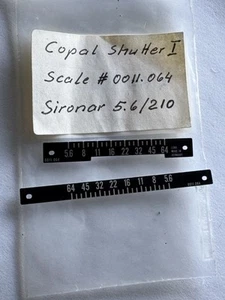 Copal Shutter I
Scale # 0011.064
Sironar 5.6/210
56 8 11 16 22 32 45 64
64 45 32 22 16 11 8 5.6